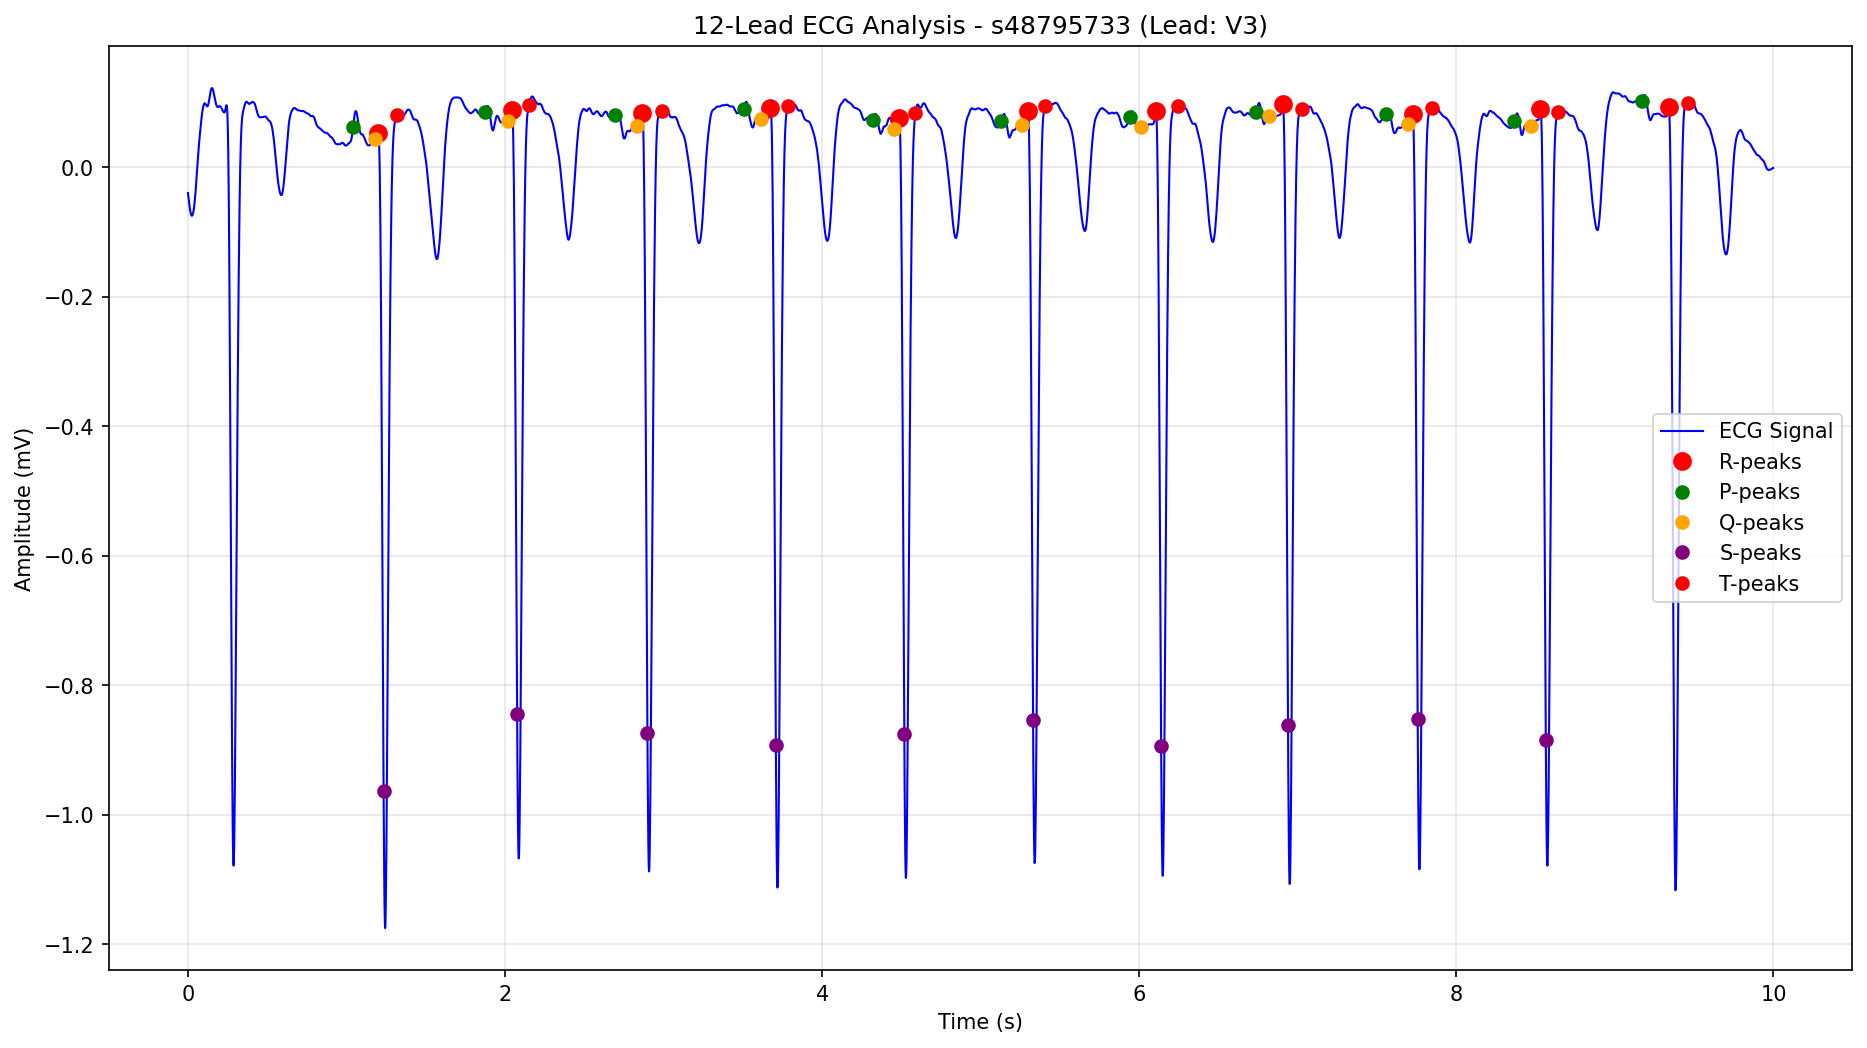 12-Lead ECG Analysis - s48795733 (Lead: V3)
Amplitude (mV)
0.0
−0.2
−0.4
−0.6
−0.8
−1.0
−1.2
ECG Signal
R-peaks
P-peaks
Q-peaks
S-peaks
T-peaks
0 2 4 6 8 10
Time (s)